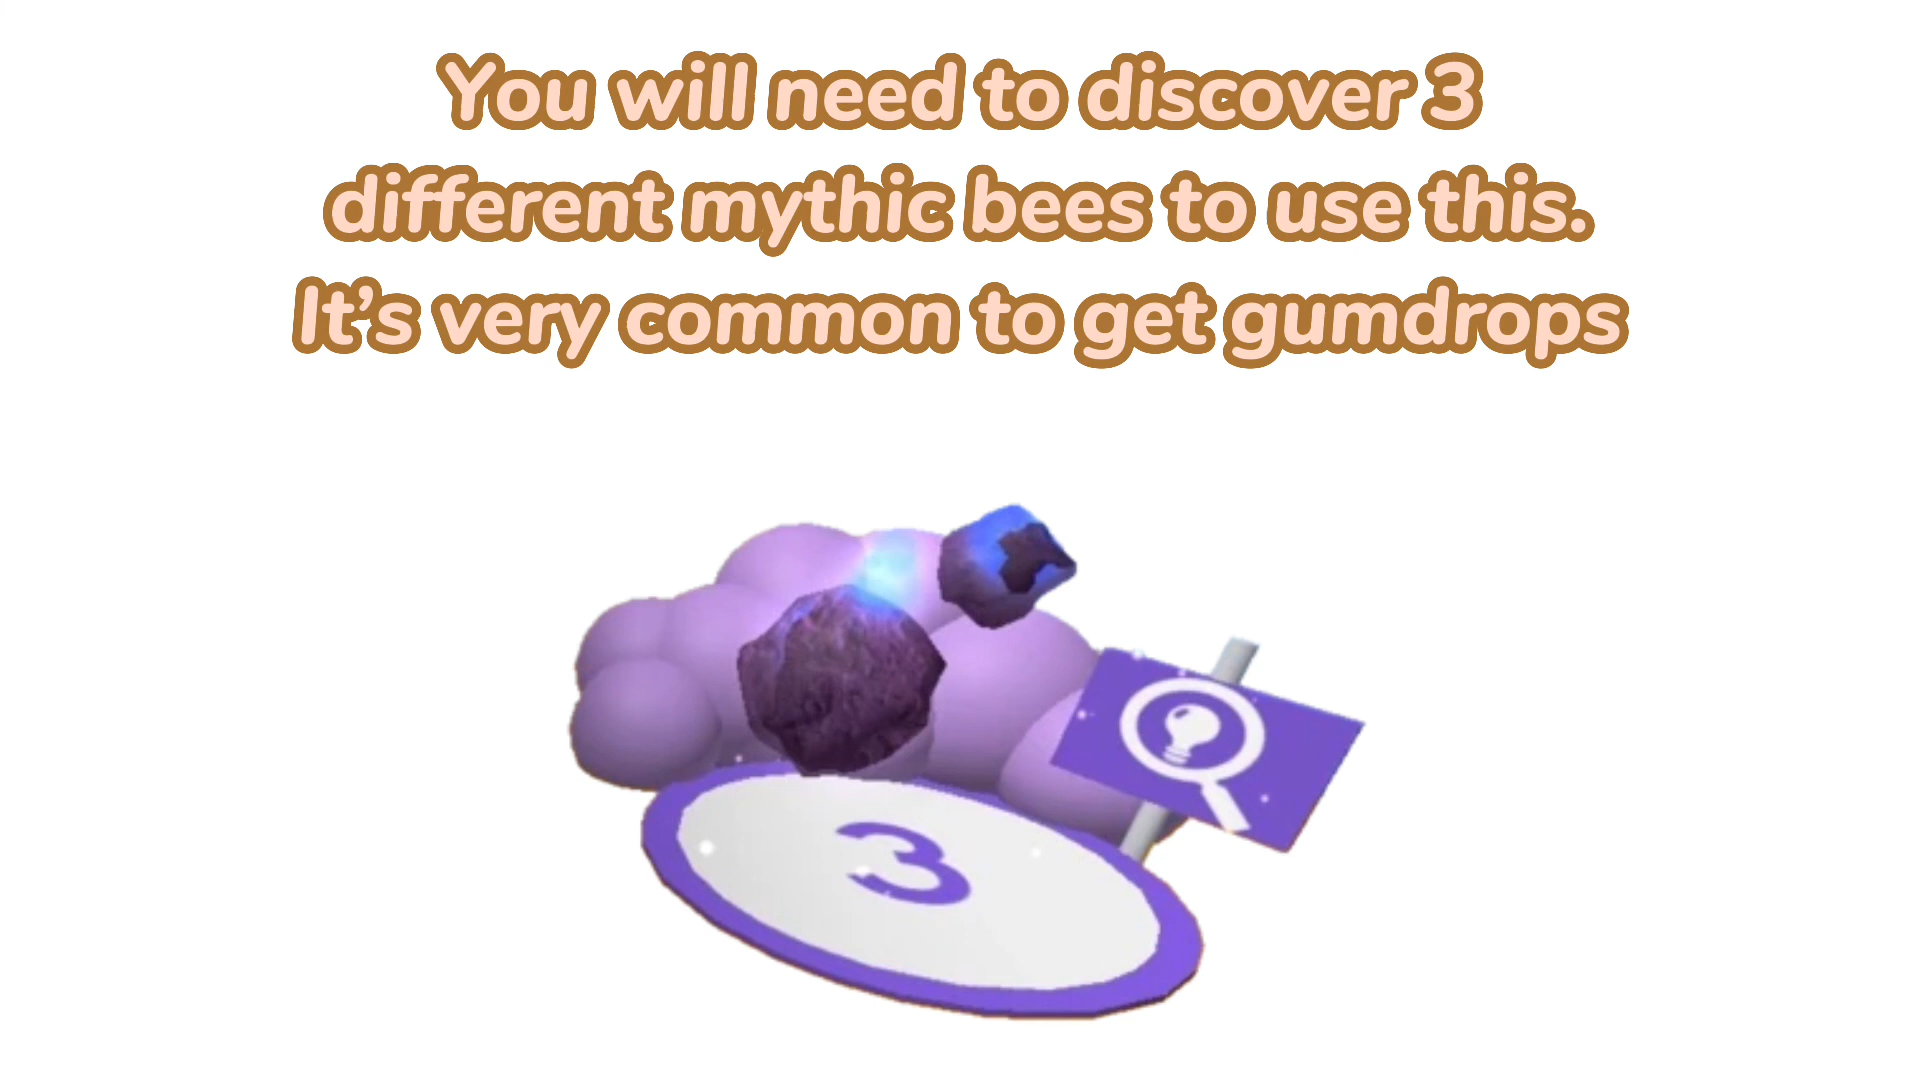 You will need to discover 3
different mythic bees to use this.
It’s very common to get gumdrops
3